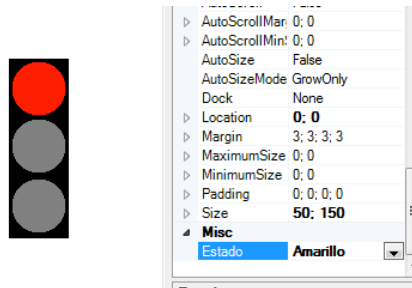 AutoScrollMar 0; 0
AutoScrollMin 0; 0
AutoSize False
AutoSizeMode GrowOnly
Dock None
Location 0; 0
Margin 3; 3; 3; 3
MaximumSize 0; 0
MinimumSize 0; 0
Padding 0; 0; 0; 0
Size 50; 150
Misc
Estado Amarillo